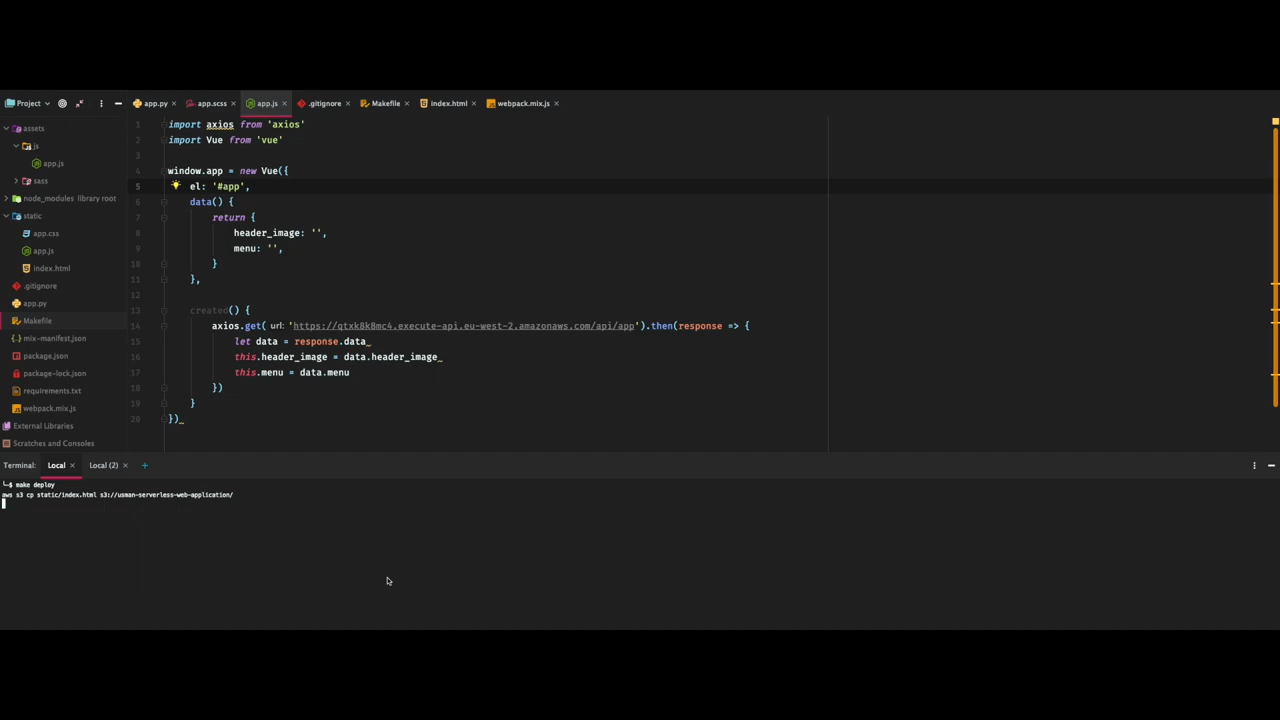 Project
app.py
app.scss
app.js
.gitignore
Makefile
index.html
webpack.mix.js
assets
js
app.js
sass
node_modules library root
static
app.css
app.js
index.html
.gitignore
app.py
Makefile
mix-manifest.json
package.json
package-lock.json
requirements.txt
webpack.mix.js
External Libraries
Scratches and Consoles
1 import axios from 'axios'
2 import Vue from 'vue'
3
4 window.app = new Vue({
5 el: '#app',
6 data() {
7 return {
8 header_image: '',
9 menu: '',
10 }
11 },
12
13 created() {
14 axios.get( url: 'https://qtxk8k8mc4.execute-api.eu-west-2.amazonaws.com/api/app').then(response => {
15 let data = response.data_
16 this.header_image = data.header_image_
17 this.menu = data.menu
18 })
19 }
20 })_
Terminal: Local Local (2) +
└─$ make deploy
aws s3 cp static/index.html s3://usman-serverless-web-application/